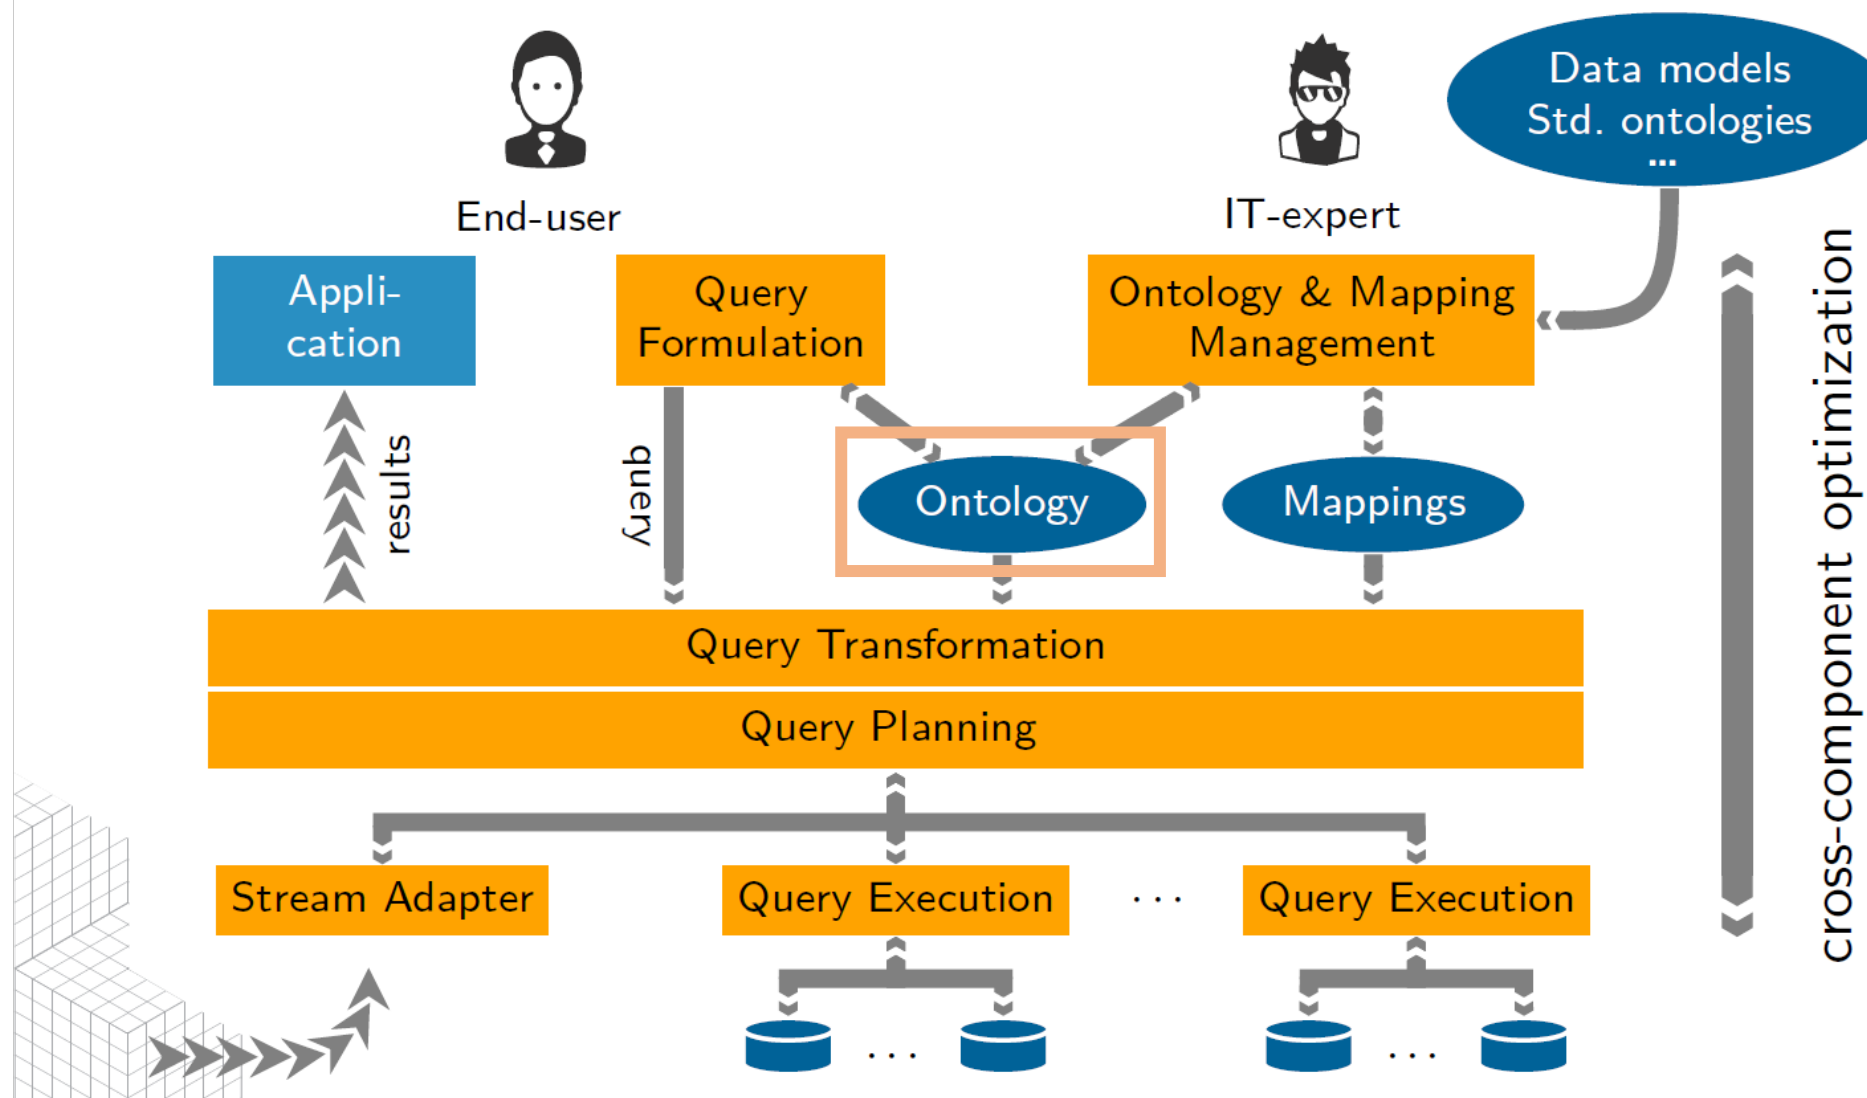 Data models
Std. ontologies
...
End-user
IT-expert
Appli-
cation
Query
Formulation
Ontology & Mapping
Management
results
query
Ontology
Mappings
cross-component optimization
Query Transformation
Query Planning
Stream Adapter
Query Execution
...
Query Execution
...
...